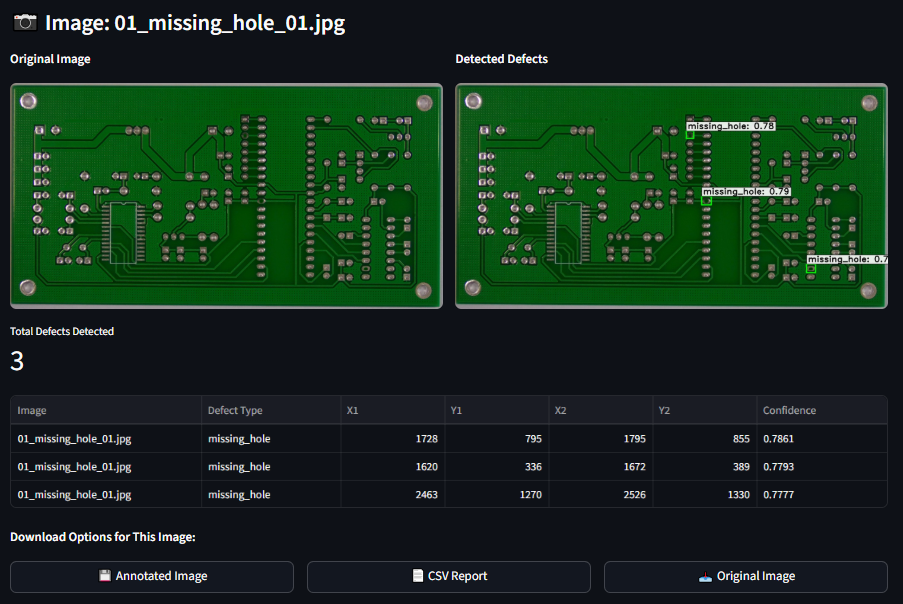 Image: 01_missing_hole_01.jpg
Original Image
Detected Defects
missing_hole: 0.78
missing_hole: 0.79
missing_hole: 0.7
Total Defects Detected
3
Image Defect Type X1 Y1 X2 Y2 Confidence
01_missing_hole_01.jpg missing_hole 1728 795 1795 855 0.7861
01_missing_hole_01.jpg missing_hole 1620 336 1672 389 0.7793
01_missing_hole_01.jpg missing_hole 2463 1270 2526 1330 0.7777
Download Options for This Image:
Annotated Image
CSV Report
Original Image